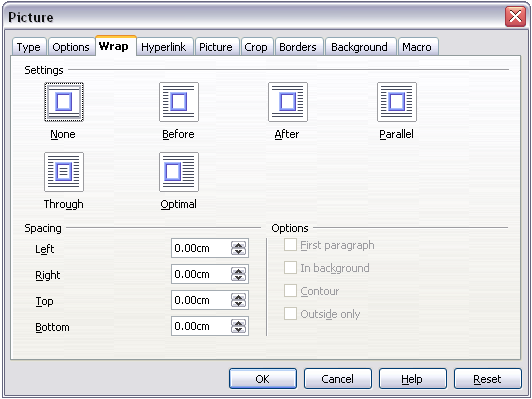 Picture
Type Options Wrap Hyperlink Picture Crop Borders Background Macro
Settings
None Before After Parallel
Through Optimal
Spacing Options
Left 0.00cm First paragraph
Right 0.00cm In background
Top 0.00cm Contour
Bottom 0.00cm Outside only
OK Cancel Help Reset